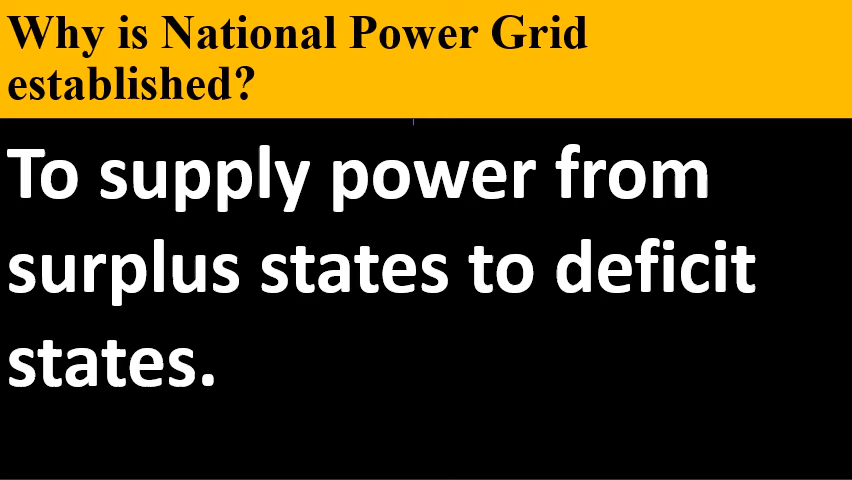 Why is National Power Grid
established?
To supply power from
surplus states to deficit
states.